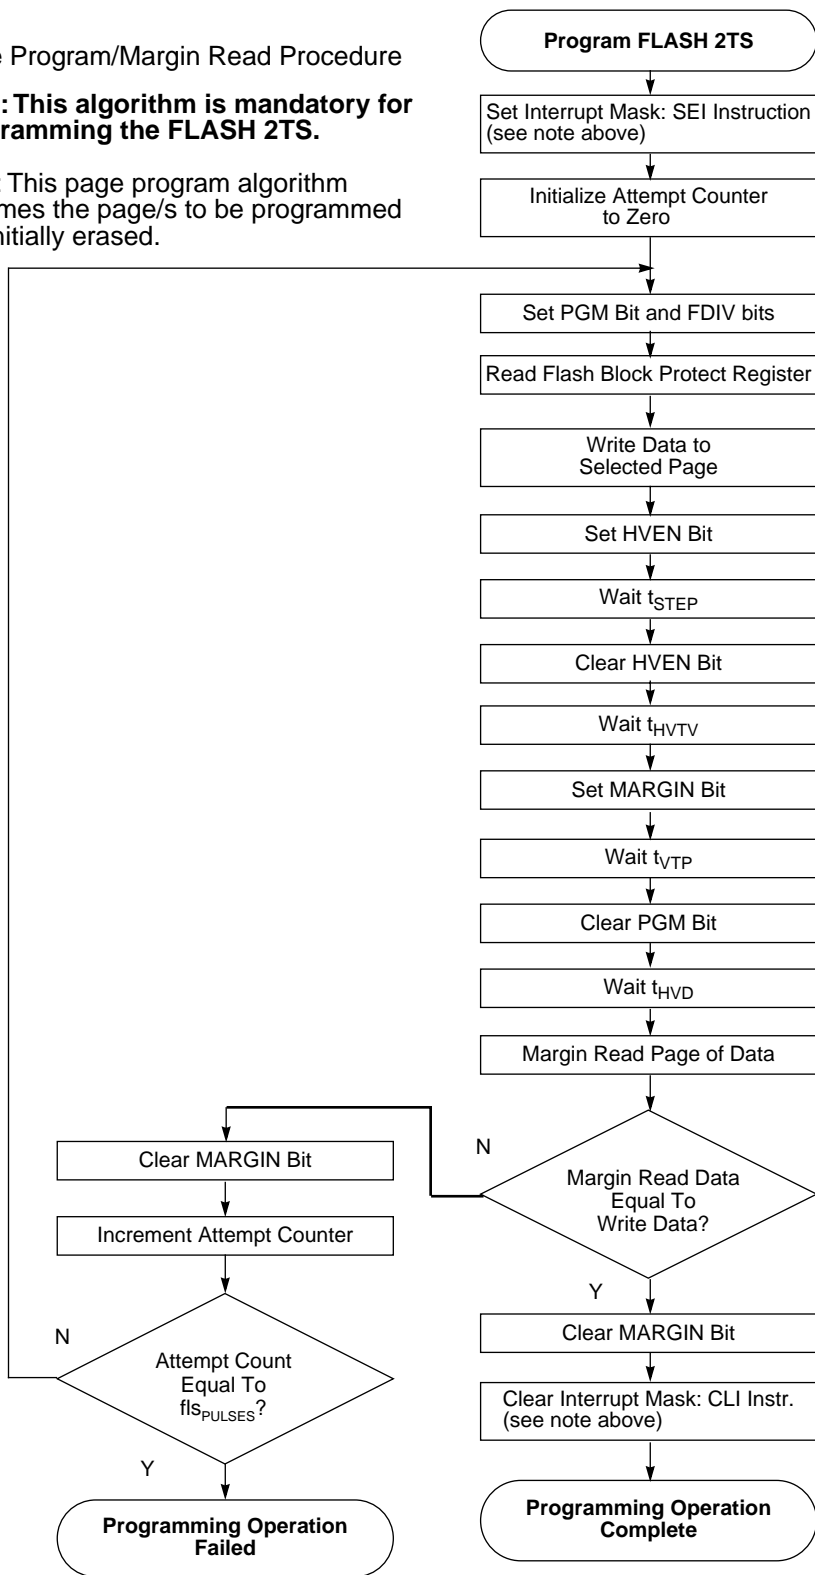 Program/Margin Read Procedure
: This algorithm is mandatory for
the FLASH 2TS.
This page program algorithm
the page/s to be programmed
erased.
Program FLASH 2TS
Set Interrupt Mask: SEI Instruction
(see note above)
Initialize Attempt Counter
to Zero
Set PGM Bit and FDIV bits
Read Flash Block Protect Register
Write Data to
Selected Page
Set HVEN Bit
Wait tSTEP
Clear HVEN Bit
Wait tHVTV
Set MARGIN Bit
Wait tVTP
Clear PGM Bit
Wait tHVD
Margin Read Page of Data
N
Margin Read Data
Equal To
Write Data?
Y
Clear MARGIN Bit
Clear Interrupt Mask: CLI Instr.
(see note above)
Programming Operation
Complete
Clear MARGIN Bit
Increment Attempt Counter
N
Attempt Count
Equal To
flsPULSES?
Y
Programming Operation
Failed